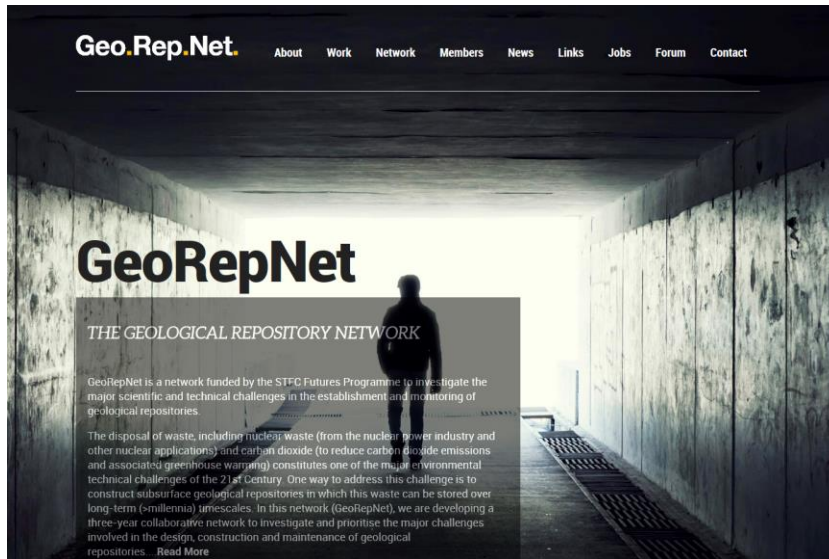 Geo.Rep.Net.
About Work Network Members News Links Jobs Forum Contact
GeoRepNet
THE GEOLOGICAL REPOSITORY NETWORK
GeoRepNet is a network funded by the STFC Futures Programme to investigate the
major scientific and technical challenges in the establishment and monitoring of
geological repositories.
The disposal of waste, including nuclear waste (from the nuclear power industry and
other nuclear applications) and carbon dioxide (to reduce carbon dioxide emissions
and associated greenhouse warming) constitutes one of the major environmental
technical challenges of the 21st Century. One way to address this challenge is to
construct subsurface geological repositories in which this waste can be stored over
long-term (>millennia) timescales. In this network (GeoRepNet), we are developing a
three-year collaborative network to investigate and prioritise the major challenges
involved in the design, construction and maintenance of geological
repositories....Read More